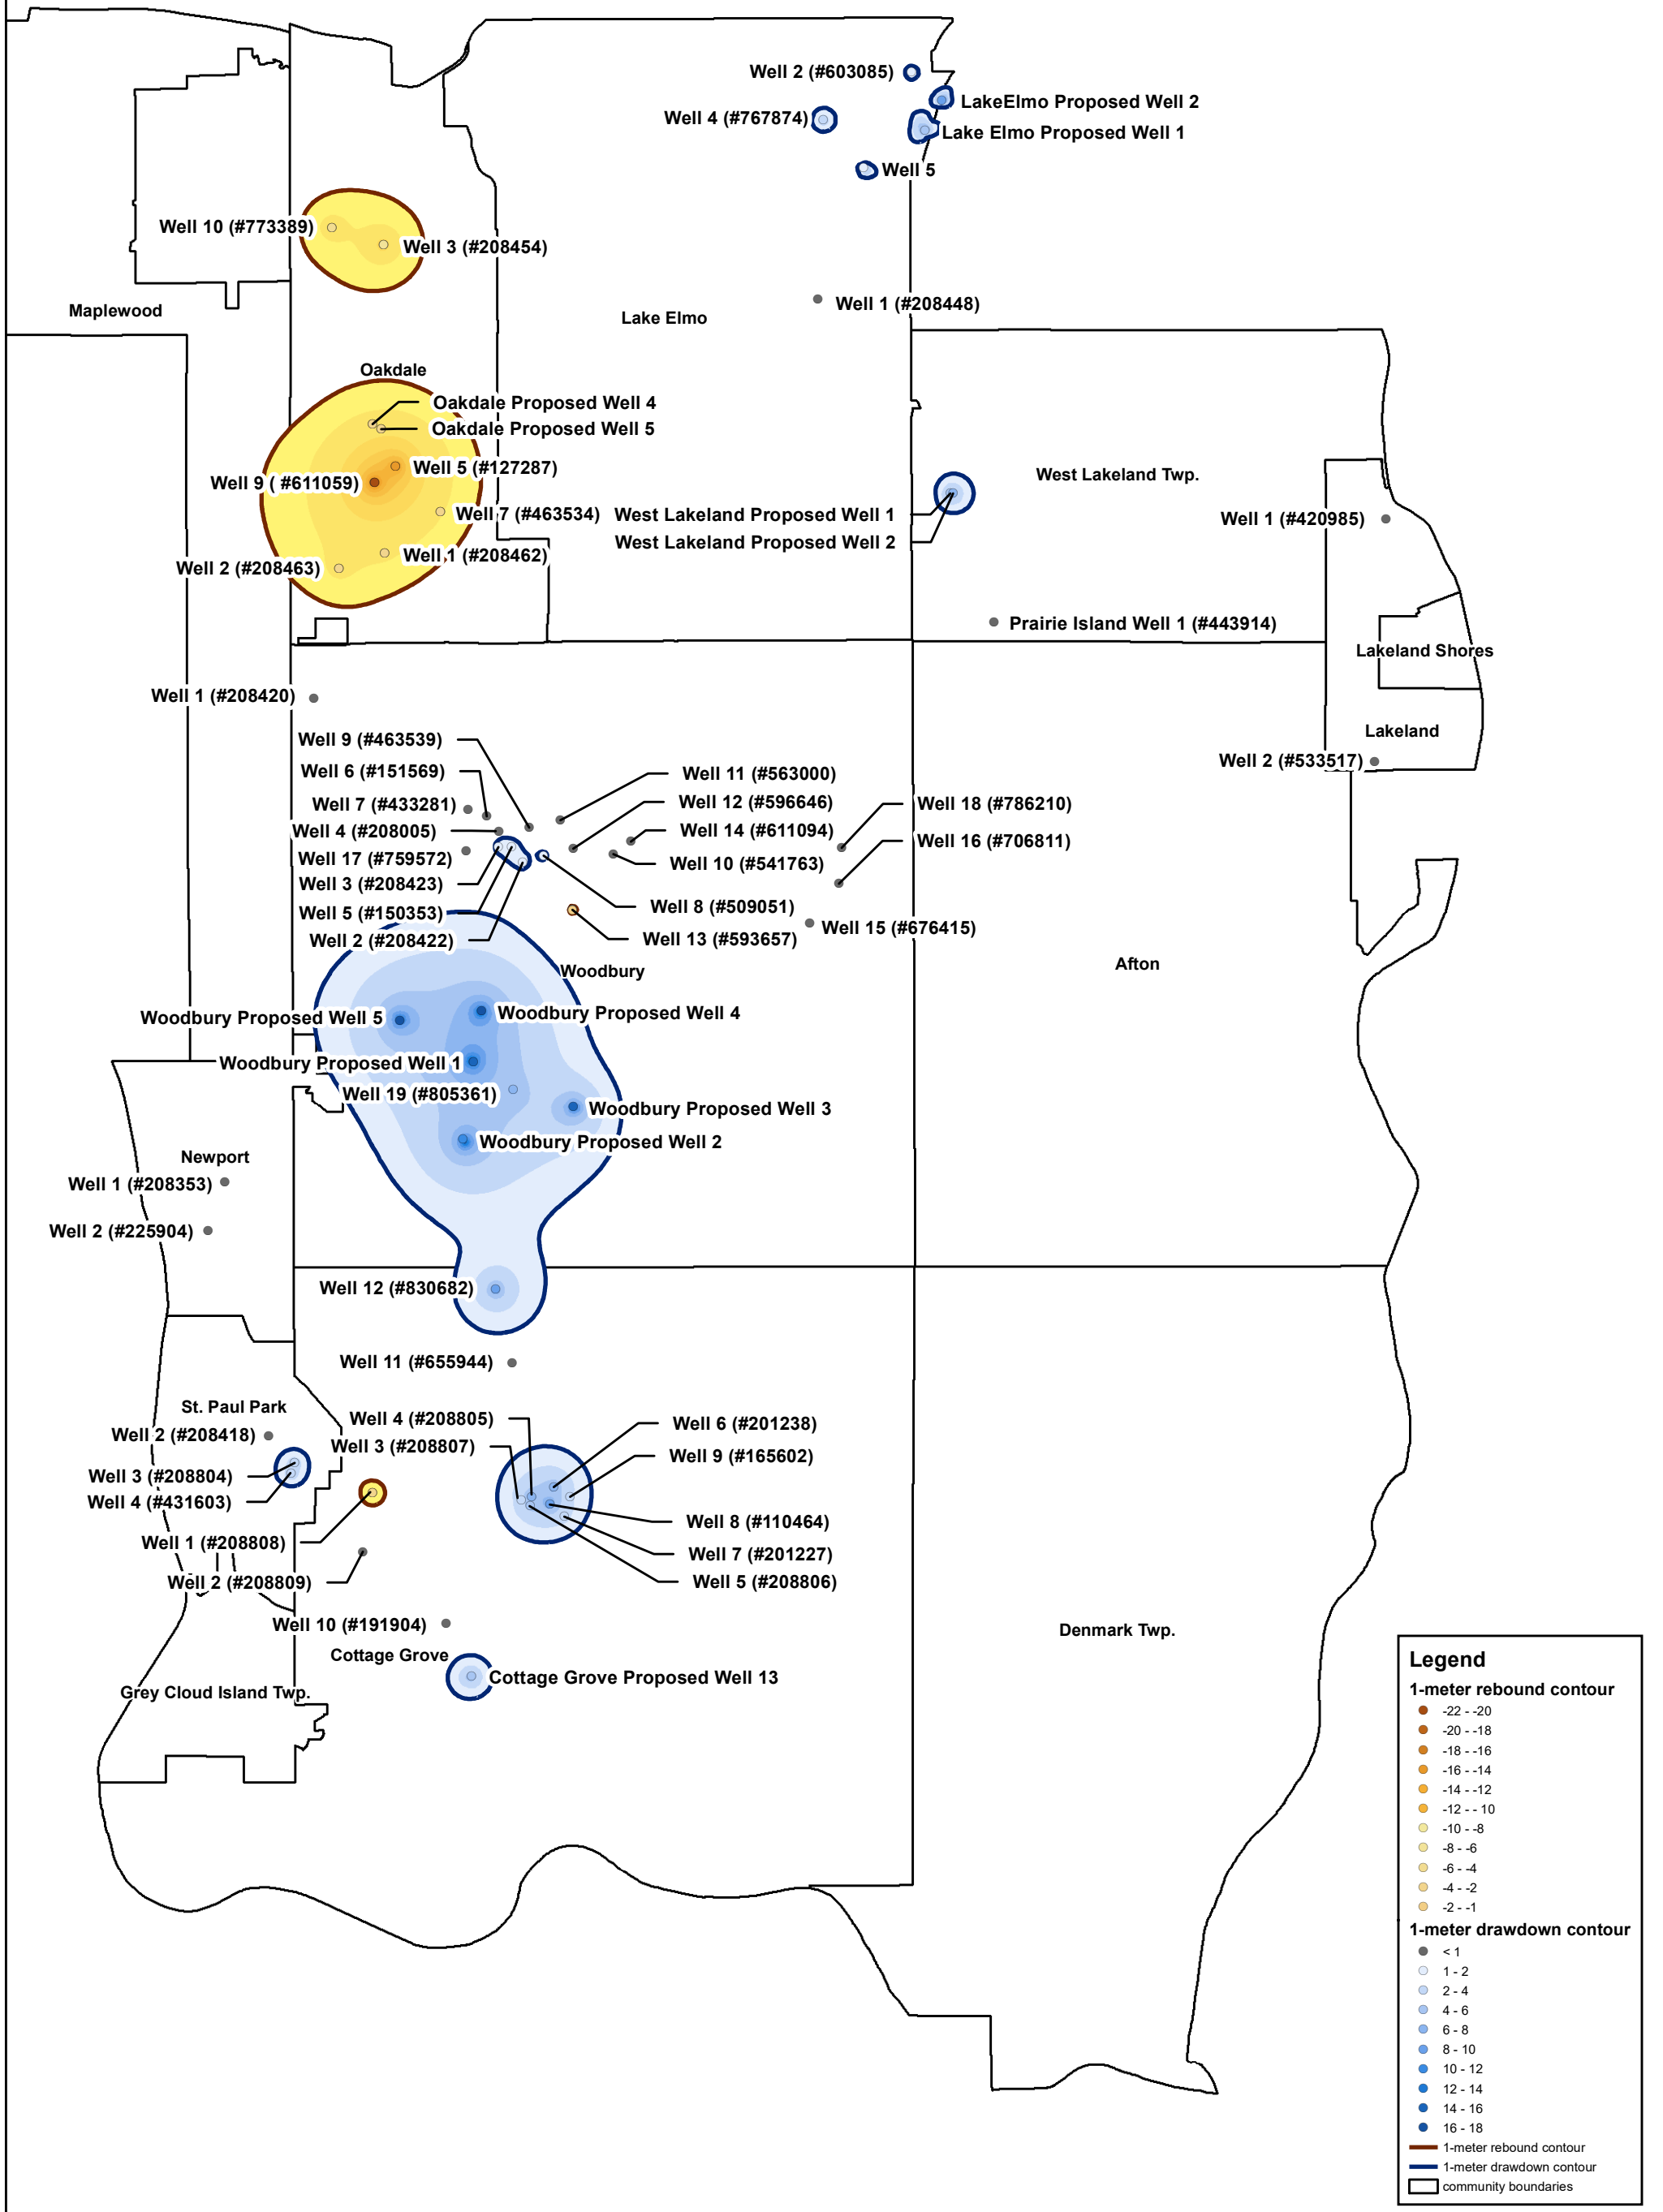 Well 2 (#603085)
LakeElmo Proposed Well 2
Well 4 (#767874)
Lake Elmo Proposed Well 1
Well 5
Well 10 (#773389)
Well 3 (#208454)
Maplewood
Lake Elmo
Well 1 (#208448)
Oakdale
Oakdale Proposed Well 4
Oakdale Proposed Well 5
Well 5 (#127287)
Well 9 ( #611059)
West Lakeland Twp.
Well 7 (#463534)
West Lakeland Proposed Well 1
Well 1 (#420985)
West Lakeland Proposed Well 2
Well 1 (#208462)
Well 2 (#208463)
Prairie Island Well 1 (#443914)
Lakeland Shores
Well 1 (#208420)
Lakeland
Well 9 (#463539)
Well 2 (#533517)
Well 6 (#151569)
Well 11 (#563000)
Well 7 (#433281)
Well 12 (#596646)
Well 18 (#786210)
Well 4 (#208005)
Well 14 (#611094)
Well 16 (#706811)
Well 17 (#759572)
Well 10 (#541763)
Well 3 (#208423)
Well 5 (#150353)
Well 8 (#509051)
Well 2 (#208422)
Well 13 (#593657)
Well 15 (#676415)
Woodbury
Afton
Woodbury Proposed Well 5
Woodbury Proposed Well 4
Woodbury Proposed Well 1
Well 19 (#805361)
Woodbury Proposed Well 3
Woodbury Proposed Well 2
Newport
Well 1 (#208353)
Well 2 (#225904)
Well 12 (#830682)
Well 11 (#655944)
St. Paul Park
Well 4 (#208805)
Well 6 (#201238)
Well 2 (#208418)
Well 3 (#208807)
Well 9 (#165602)
Well 3 (#208804)
Well 4 (#431603)
Well 8 (#110464)
Well 1 (#208808)
Well 7 (#201227)
Well 2 (#208809)
Well 5 (#208806)
Well 10 (#191904)
Denmark Twp.
Cottage Grove
Cottage Grove Proposed Well 13
Grey Cloud Island Twp.
Legend
1-meter rebound contour
-22 - -20
-20 - -18
-18 - -16
-16 - -14
-14 - -12
-12 - - 10
-10 - -8
-8 - -6
-6 - -4
-4 - -2
-2 - -1
1-meter drawdown contour
< 1
1 - 2
2 - 4
4 - 6
6 - 8
8 - 10
10 - 12
12 - 14
14 - 16
16 - 18
1-meter rebound contour
1-meter drawdown contour
community boundaries